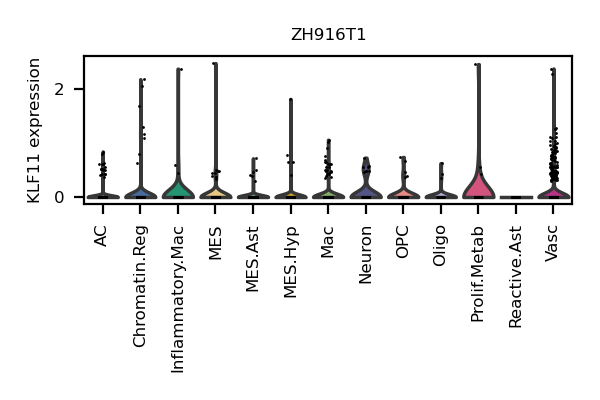 ZH916T1
KLF11 expression
2
0
AC
Chromatin.Reg
Inflammatory.Mac
MES
MES.Ast
MES.Hyp
Mac
Neuron
OPC
Oligo
Prolif.Metab
Reactive.Ast
Vasc